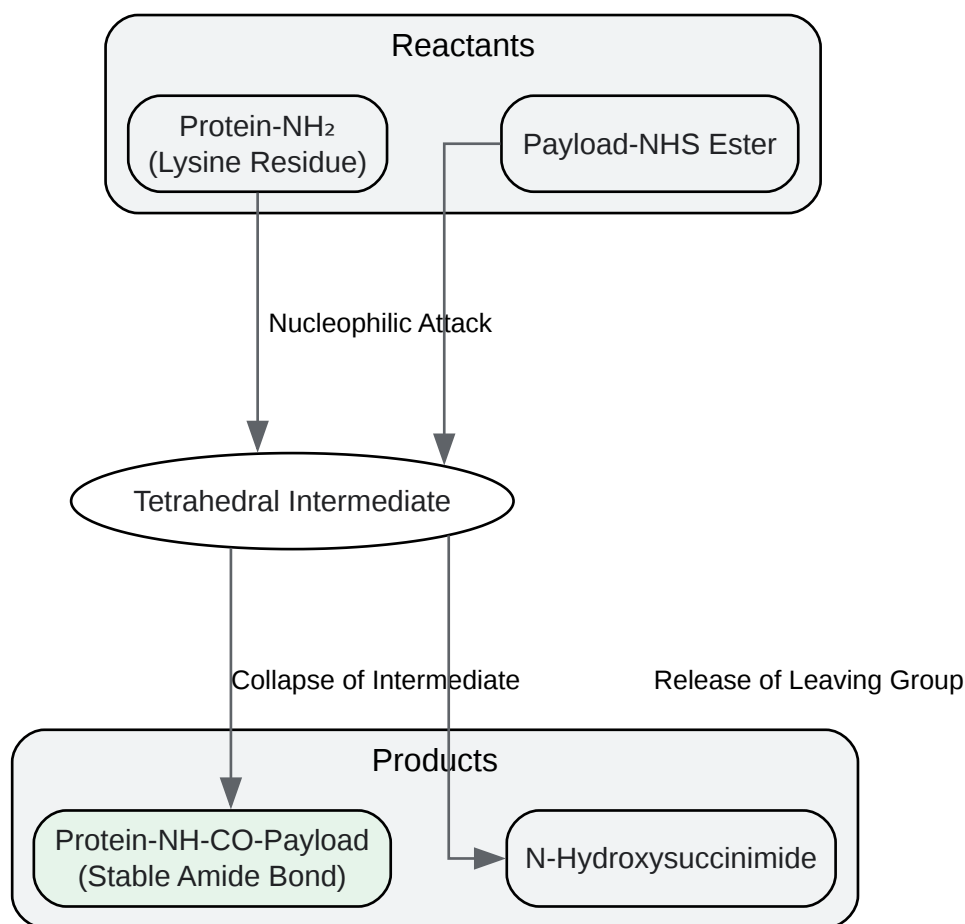 Reactants
Protein-NH₂
(Lysine Residue)
Payload-NHS Ester
Nucleophilic Attack
Tetrahedral Intermediate
Collapse of Intermediate
Release of Leaving Group
Products
Protein-NH-CO-Payload
(Stable Amide Bond)
N-Hydroxysuccinimide